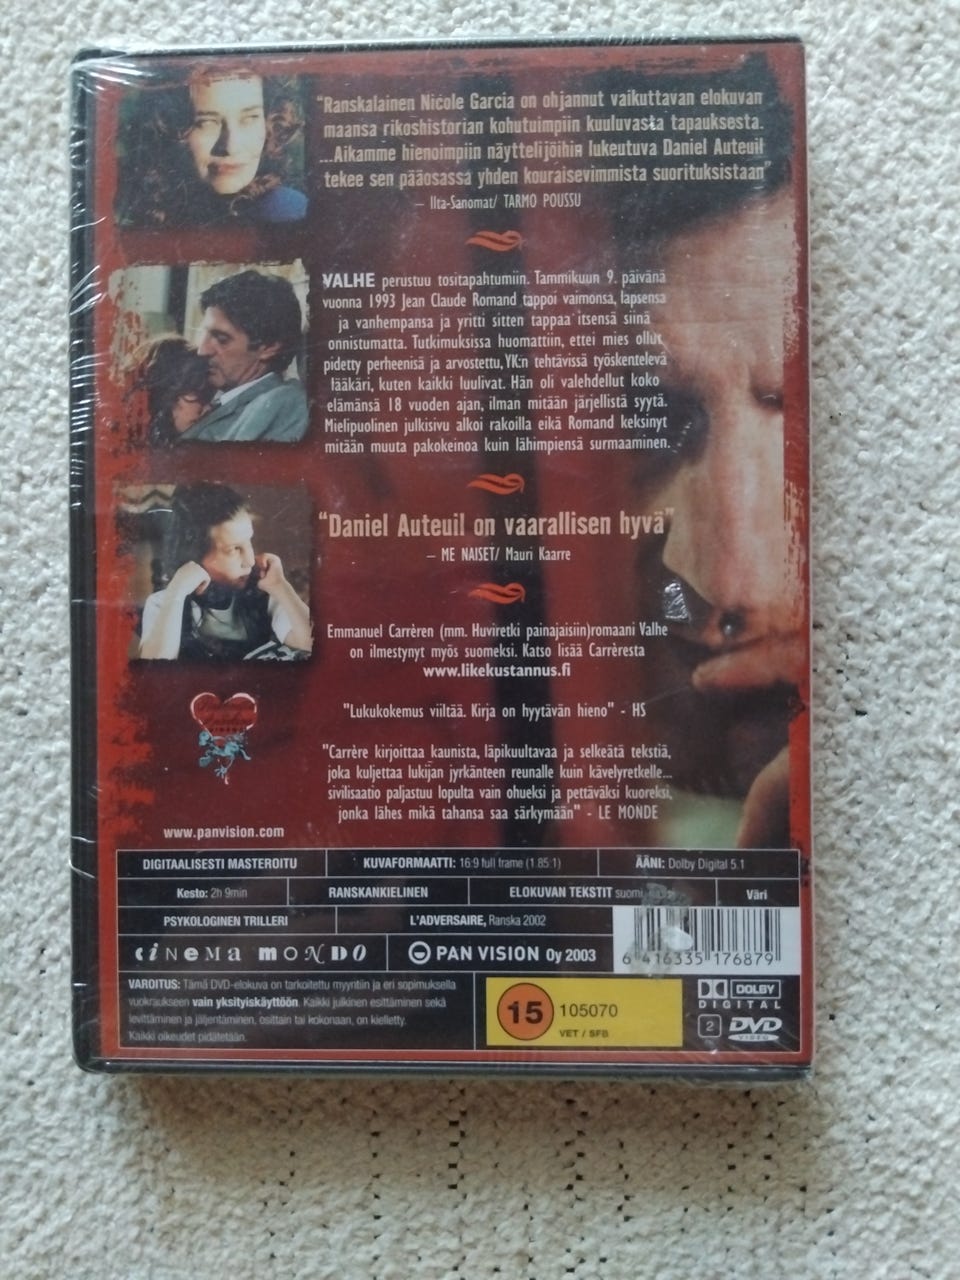 "Ranskalainen Nicole Garcia on ohjannut vaikuttavan elokuvan
maansa rikoshistorian kohutuimpiin kuuluvasta tapauksesta.
...Aikamme hienoimpiin näyttelijöihin lukeutuva Daniel Auteuil
tekee sen pääosassa yhden kouraisevimmista suorituksistaan"
– Ilta-Sanomat/ TARMO POUSSU
VALHE perustuu tositapahtumiin. Tammikuun 9. päivänä
vuonna 1993 Jean Claude Romand tappoi vaimonsa, lapsensa
ja vanhempansa ja yritti sitten tappaa itsensä siinä
onnistumatta. Tutkimuksissa huomattiin, ettei mies ollut
pidetty perheenisä ja arvostettu, YK:n tehtävissä työskentelevä
lääkäri, kuten kaikki luulivat. Hän oli valehdellut koko
elämänsä 18 vuoden ajan, ilman mitään järjellistä syytä.
Mielipuolinen julkisivu alkoi rakoilla eikä Romand keksinyt
mitään muuta pakokeinoa kuin lähimpiensä surmaaminen.
"Daniel Auteuil on vaarallisen hyvä"
– ME NAISET/ Mauri Kaarre
Emmanuel Carrèren (mm. Huviretki painajaisiin)romaani Valhe
on ilmestynyt myös suomeksi. Katso lisää Carrèresta
www.likekustannus.fi
"Lukukokemus viiltää. Kirja on hyytävän hieno" - HS
"Carrère kirjoittaa kaunista, läpikuultavaa ja selkeätä tekstiä,
joka kuljettaa lukijan jyrkänteen reunalle kuin kävelyretkelle...
sivilisaatio paljastuu lopulta vain ohueksi ja pettäväksi kuoreksi,
jonka lähes mikä tahansa saa särkymään" - LE MONDE
www.panvision.com
DIGITAALISESTI MASTEROITU KUVAFORMAATTI: 16:9 full frame (1.85:1) ÄÄNI: Dolby Digital 5.1
Kesto: 2h 9min RANSKANKIELINEN ELOKUVAN TEKSTIT suomi, Väri
PSYKOLOGINEN TRILLERI L'ADVERSAIRE, Ranska 2002
CiNeMa MONDO PAN VISION Oy 2003
6 416335 176879
VAROITUS: Tämä DVD-elokuva on tarkoitettu myyntiin ja eri sopimuksella
vuokraukseen vain yksityiskäyttöön. Kaikki julkinen esittäminen sekä
levittäminen ja jäljentäminen, osittain tai kokonaan, on kielletty.
Kaikki oikeudet pidätetään.
15 105070
VET / SFB
DOLBY
DIGITAL
2 DVD
VIDEO